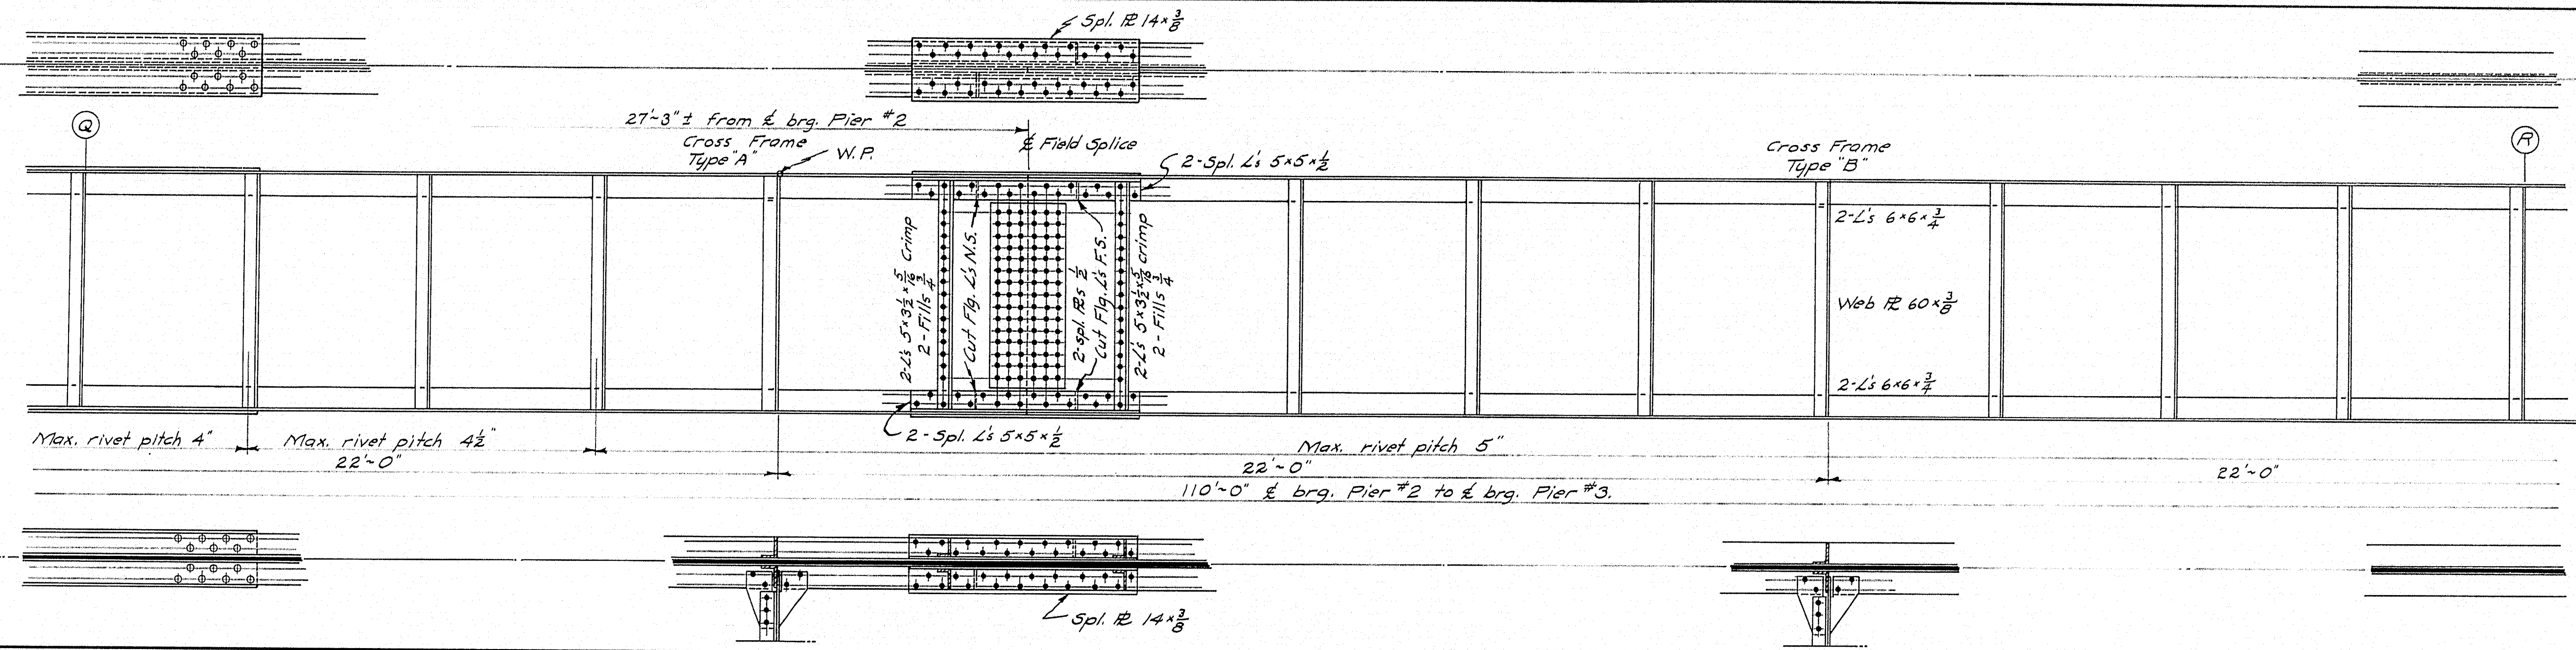 Spl. ℄ 14×3/8
Q
27'~3" ± from ℄ brg. Pier #2
Cross Frame
Type "A"
W.P.
℄ Field Splice
2-Spl. L's 5×5×1/2
Cross Frame
Type "B"
R
2-L's 5×3 1/2×5/16 Crimp
2-Fills 3/4
Cut Flg. L's N.S.
2-spl. PLs 1/2
Cut Flg. L's F.S.
2-L's 5×3 1/2×5/16 crimp
2-Fills 3/4
2-L's 6×6×3/4
Web PL 60×3/8
2-L's 6×6×3/4
2-Spl. L's 5×5×1/2
Max. rivet pitch 4"
Max. rivet pitch 4 1/2"
Max. rivet pitch 5"
22'~0"
22'~0"
22'~0"
110'~0" ℄ brg. Pier #2 to ℄ brg. Pier #3.
Spl. PL 14×3/8